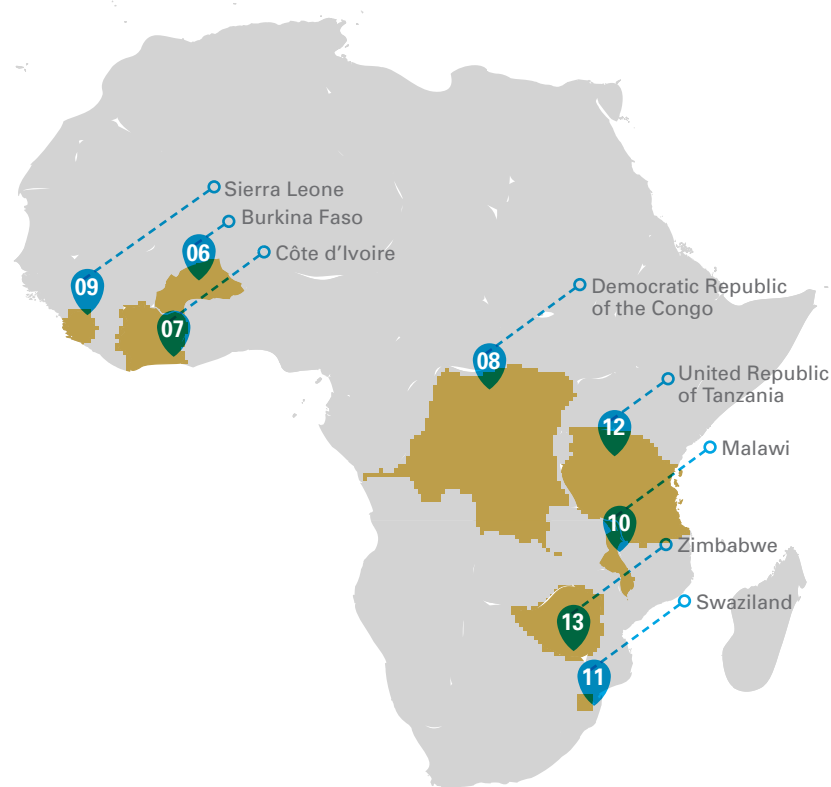 Sierra Leone
Burkina Faso
06
Côte d’Ivoire
09
07
Democratic Republic
of the Congo
08
United Republic
of Tanzania
12
Malawi
10
Zimbabwe
Swaziland
13
11